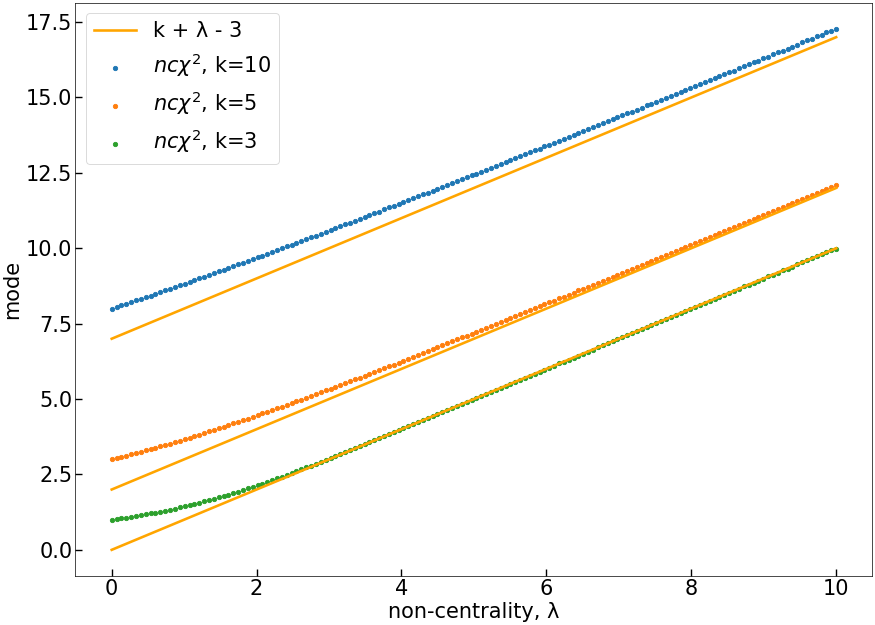 k + λ - 3
ncχ², k=10
ncχ², k=5
ncχ², k=3
17.5
15.0
12.5
10.0
7.5
5.0
2.5
0.0
mode
0 2 4 6 8 10
non-centrality, λ